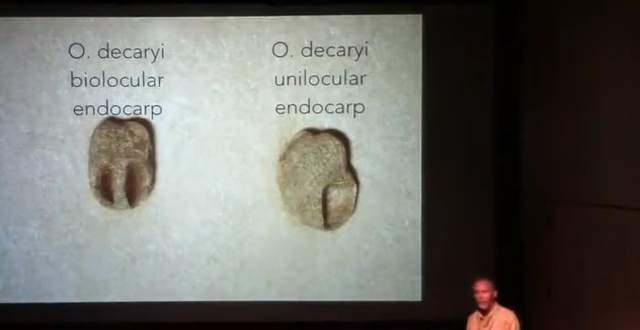 O. decaryi
biolocular
endocarp
O. decaryi
unilocular
endocarp